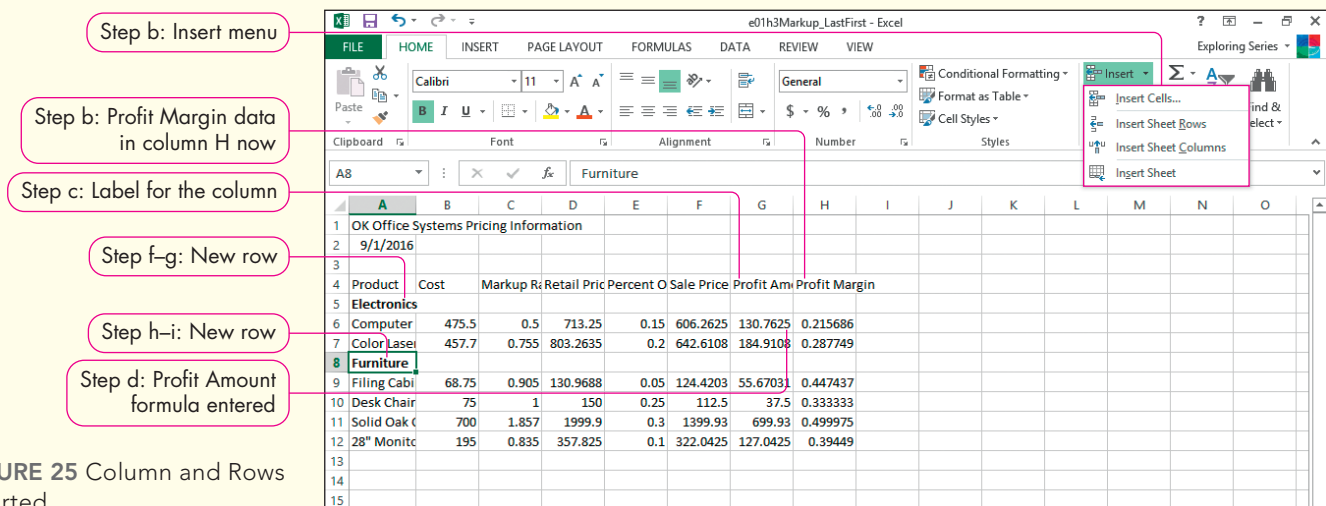 Step b: Insert menu
Step b: Profit Margin data
in column H now
Step c: Label for the column
Step f–g: New row
Step h–i: New row
Step d: Profit Amount
formula entered
URE 25 Column and Rows
rted
e01h3Markup_LastFirst - Excel
?
FILE HOME INSERT PAGE LAYOUT FORMULAS DATA REVIEW VIEW Exploring Series
Paste
Calibri 11 A A
B I U A
General
$ % , .00 .0
Conditional Formatting
Format as Table
Cell Styles
Insert
Insert Cells...
Insert Sheet Rows
Insert Sheet Columns
Insert Sheet
Σ A
ind &
elect
Clipboard Font Alignment Number Styles
A8 fx Furniture
A B C D E F G H I J K L M N O
1 OK Office Systems Pricing Information
2 9/1/2016
3
4 Product Cost Markup Ra Retail Pric Percent O Sale Price Profit Am Profit Margin
5 Electronics
6 Computer 475.5 0.5 713.25 0.15 606.2625 130.7625 0.215686
7 Color Laser 457.7 0.755 803.2635 0.2 642.6108 184.9108 0.287749
8 Furniture
9 Filing Cabi 68.75 0.905 130.9688 0.05 124.4203 55.67031 0.447437
10 Desk Chair 75 1 150 0.25 112.5 37.5 0.333333
11 Solid Oak 700 1.857 1999.9 0.3 1399.93 699.93 0.499975
12 28" Monito 195 0.835 357.825 0.1 322.0425 127.0425 0.39449
13
14
15